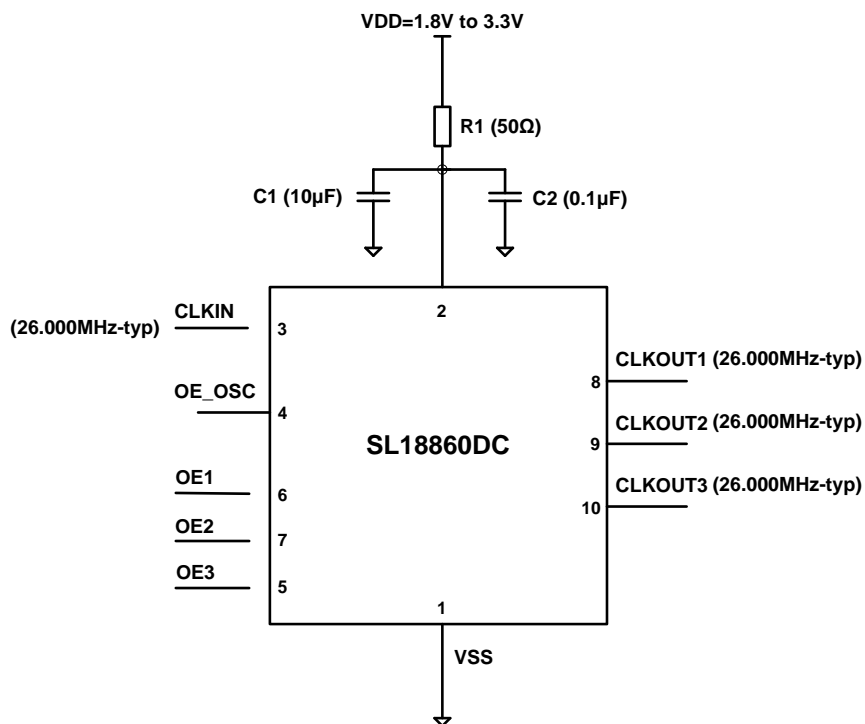 VDD=1.8V to 3.3V
R1 (50Ω)
C1 (10µF)
C2 (0.1µF)
CLKIN
(26.000MHz-typ)
3
2
CLKOUT1 (26.000MHz-typ)
8
OE_OSC
4
CLKOUT2 (26.000MHz-typ)
9
SL18860DC
OE1
6
CLKOUT3 (26.000MHz-typ)
10
OE2
7
OE3
5
1
VSS